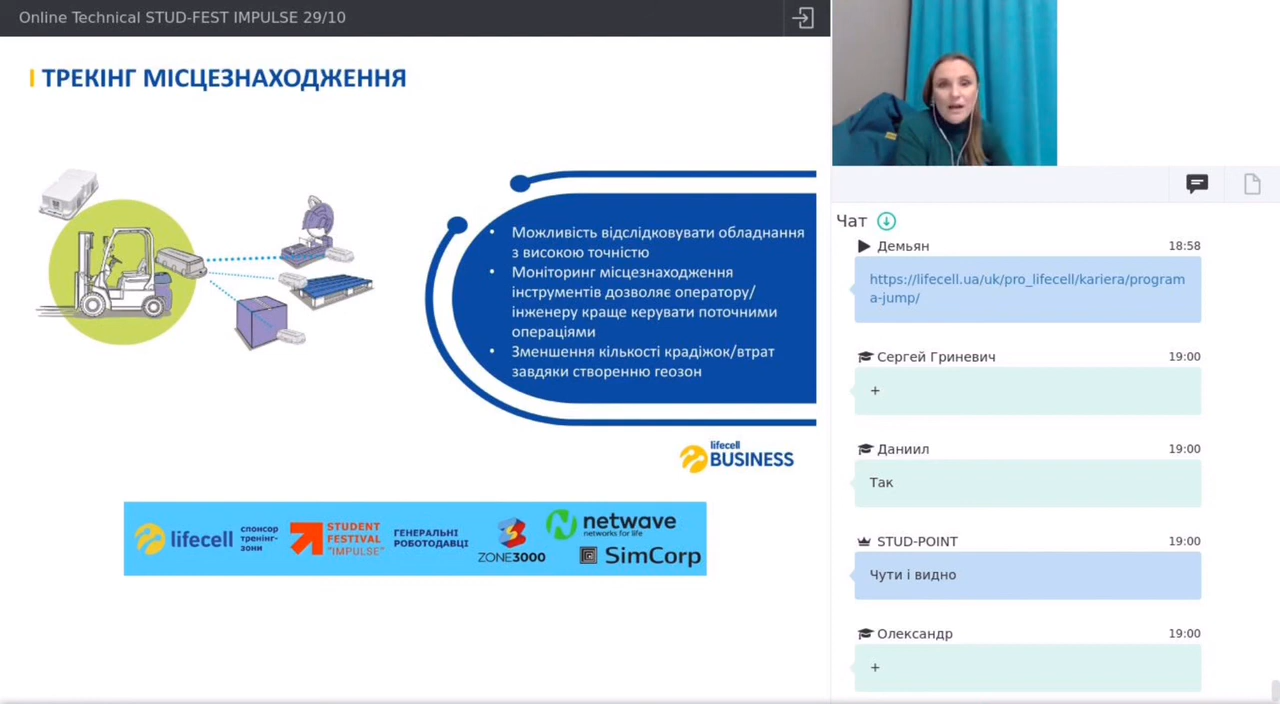 Online Technical STUD-FEST IMPULSE 29/10
ТРЕКІНГ МІСЦЕЗНАХОДЖЕННЯ
• Можливість відслідковувати обладнання
з високою точністю
• Моніторинг місцезнаходження
інструментів дозволяє оператору/
інженеру краще керувати поточними
операціями
• Зменшення кількості крадіжок/втрат
завдяки створенню геозон
lifecell
BUSINESS
lifecell
спонсор
тренінг-
зони
STUDENT
FESTIVAL
"IMPULSE"
ГЕНЕРАЛЬНІ
РОБОТОДАВЦІ
ZONE3000
netwave
networks for life
SimCorp
Чат
Демьян 18:58
https://lifecell.ua/uk/pro_lifecell/kariera/program
a-jump/
Сергей Гриневич 19:00
+
Даниил 19:00
Так
STUD-POINT 19:00
Чути і видно
Олександр 19:00
+